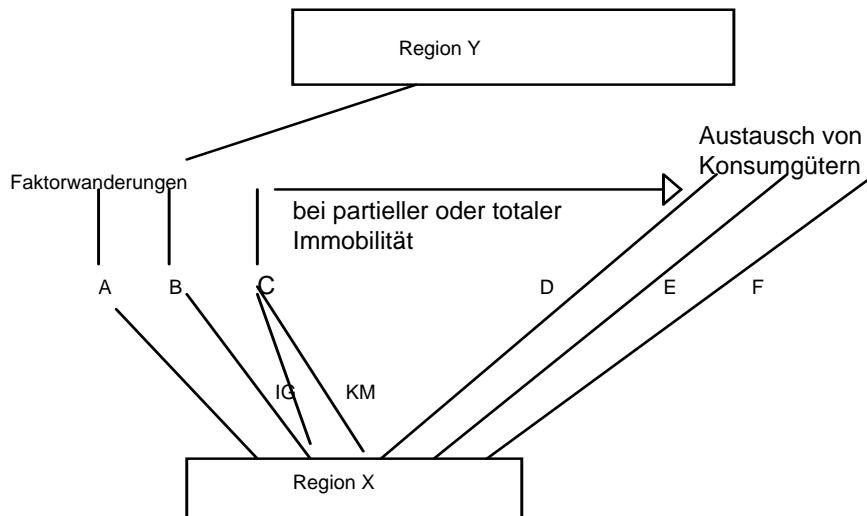 Region Y
Austausch von
Konsumgütern
Faktorwanderungen
bei partieller oder totaler
Immobilität
A
B
C
D
E
F
IG
KM
Region X